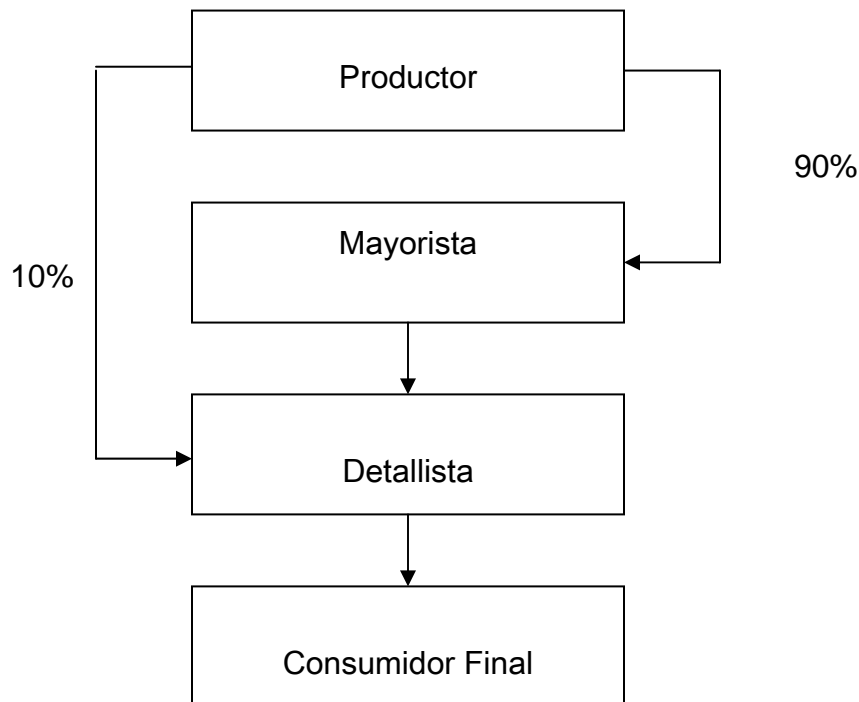 Productor
90%
Mayorista
10%
Detallista
Consumidor Final